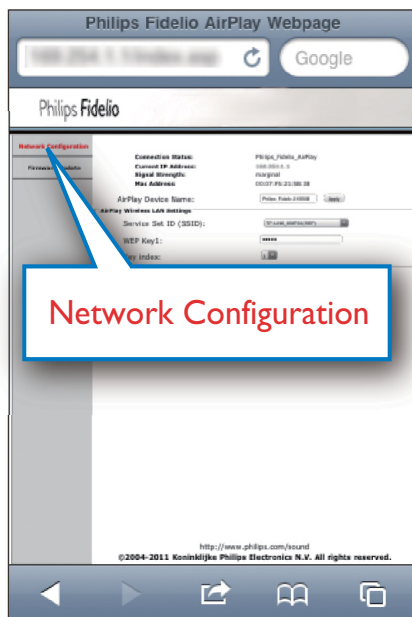 Philips Fidelio AirPlay Webpage
Google
Philips Fidelio
Network Configuration
Connection Status: Philips_Fidelio_AirPlay
Current IP Address:
Signal Strength: marginal
Mac Address
AirPlay Device Name: Apply
AirPlay Wireless LAN Settings
Service Set ID (SSID):
WEP Key1:
Key Index:
Network Configuration
http://www.philips.com/sound
©2004-2011 Koninklijke Philips Electronics N.V. All rights reserved.